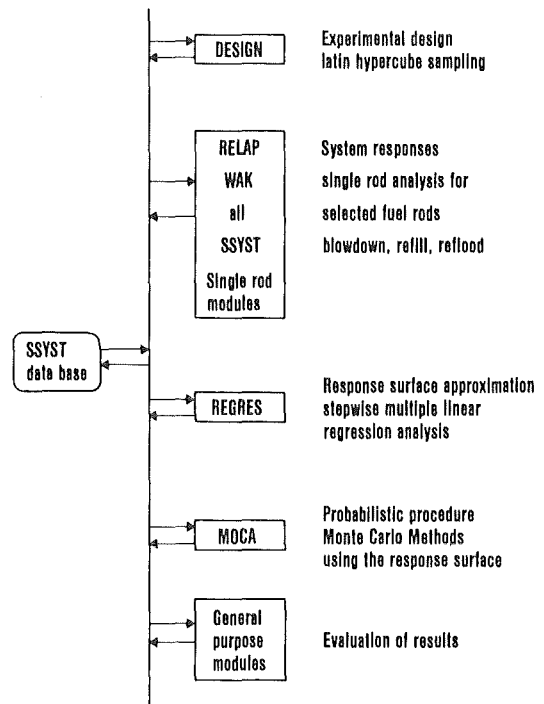 DESIGN
Experimental design
latin hypercube sampling
RELAP
System responses
WAK
single rod analysis for
all
selected fuel rods
SSYST
blowdown, refill, reflood
Single rod
modules
SSYST
data base
REGRES
Response surface approximation
stepwise multiple linear
regression analysis
MOCA
Probabilistic procedure
Monte Carlo Methods
using the response surface
General
purpose
modules
Evaluation of results